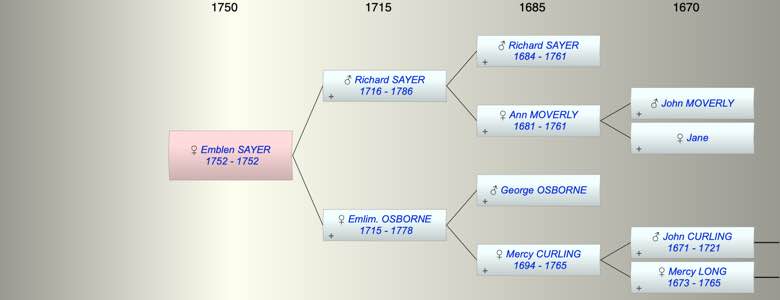 1750 1715 1685 1670
♂ Richard SAYER
1684 - 1761
♂ Richard SAYER
1716 - 1786
+
♀ Ann MOVERLY
1681 - 1761
+
♂ John MOVERLY
+
♀ Jane
+
♀ Emblen SAYER
1752 - 1752
♂ George OSBORNE
+
♀ Emlim. OSBORNE
1715 - 1778
+
♀ Mercy CURLING
1694 - 1765
+
♂ John CURLING
1671 - 1721
+
♀ Mercy LONG
1673 - 1765
+